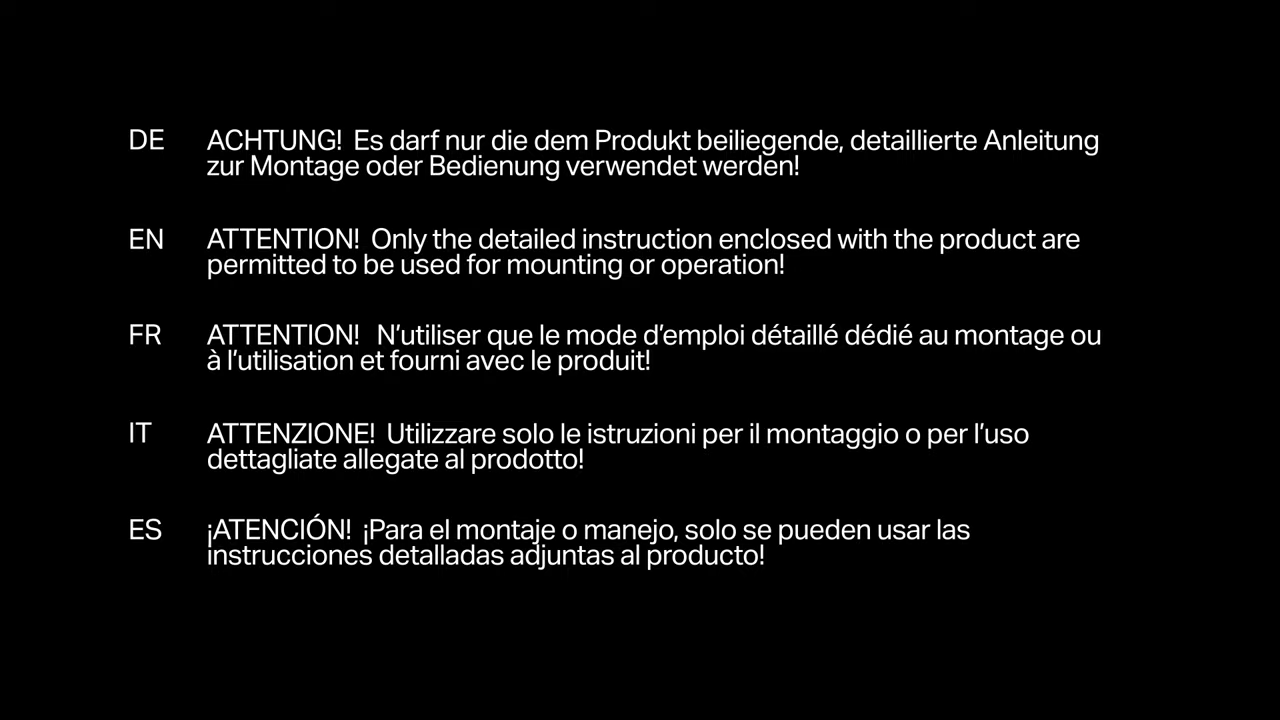 DE ACHTUNG! Es darf nur die dem Produkt beiliegende, detaillierte Anleitung
zur Montage oder Bedienung verwendet werden!
EN ATTENTION! Only the detailed instruction enclosed with the product are
permitted to be used for mounting or operation!
FR ATTENTION! N’utiliser que le mode d’emploi détaillé dédié au montage ou
à l’utilisation et fourni avec le produit!
IT ATTENZIONE! Utilizzare solo le istruzioni per il montaggio o per l’uso
dettagliate allegate al prodotto!
ES ¡ATENCIÓN! ¡Para el montaje o manejo, solo se pueden usar las
instrucciones detalladas adjuntas al producto!